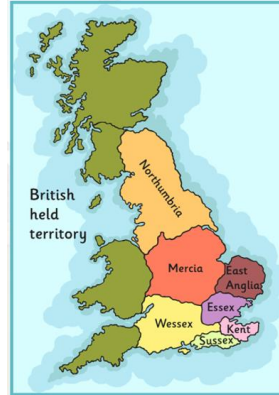 Northumbria
British
held
territory
Mercia
East
Anglia
Essex
Wessex
Kent
Sussex